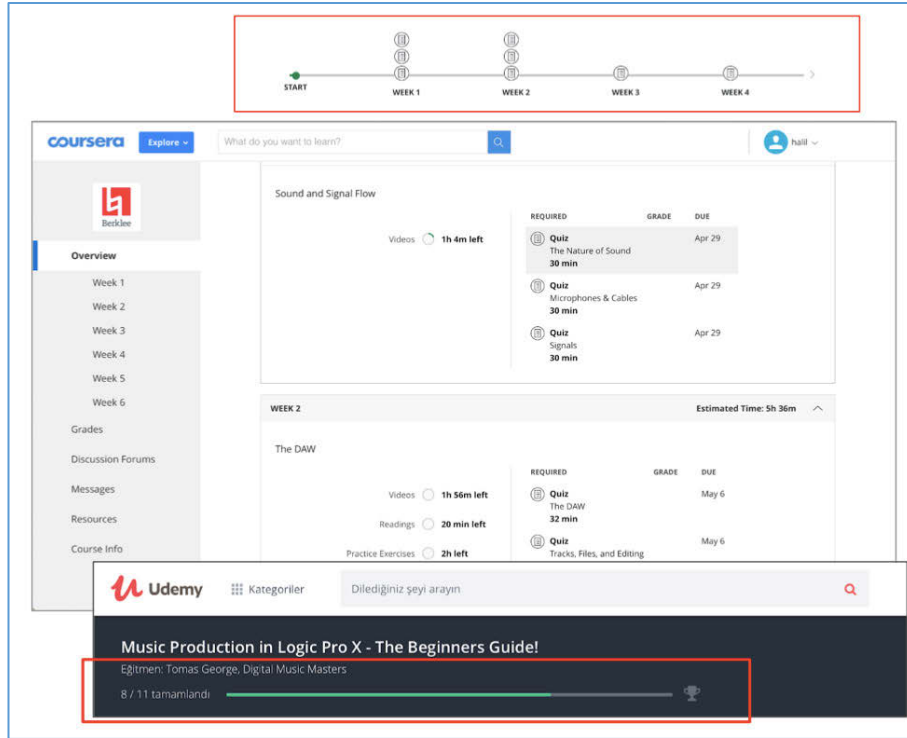 START
WEEK 1
WEEK 2
WEEK 3
WEEK 4
coursera
Explore
What do you want to learn?
halil
Berklee
Overview
Week 1
Week 2
Week 3
Week 4
Week 5
Week 6
Grades
Discussion Forums
Messages
Resources
Course Info
Sound and Signal Flow
REQUIRED GRADE DUE
Videos 1h 4m left
Quiz Apr 29
The Nature of Sound
30 min
Quiz Apr 29
Microphones & Cables
30 min
Quiz Apr 29
Signals
30 min
WEEK 2 Estimated Time: 5h 36m
The DAW
REQUIRED GRADE DUE
Videos 1h 56m left
Quiz May 6
The DAW
32 min
Readings 20 min left
Quiz May 6
Practice Exercises 2h left
Tracks, Files, and Editing
Udemy Kategoriler Dilediğiniz şeyi arayın
Music Production in Logic Pro X - The Beginners Guide!
Eğitmen: Tomas George, Digital Music Masters
8 / 11 tamamlandı